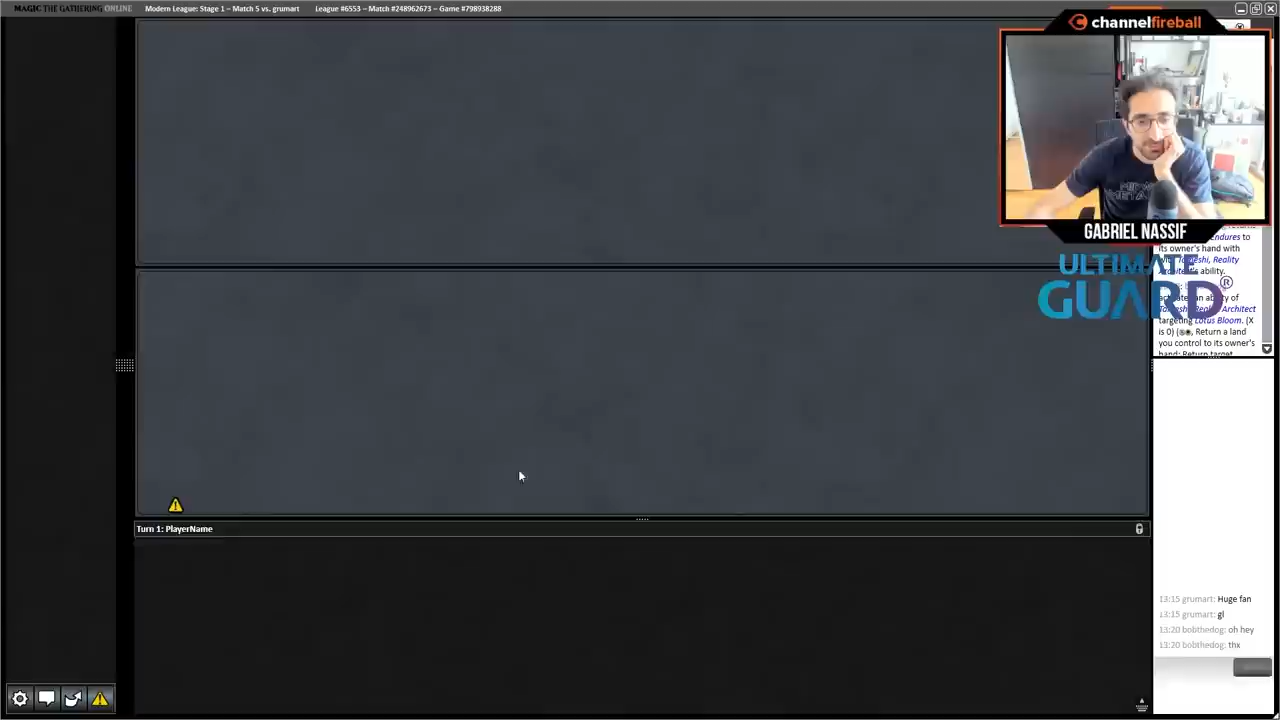 MAGIC THE GATHERING ONLINE
Modern League: Stage 1 – Match 5 vs. grumart
League #6553 – Match #248962673 – Game #798938288
channelfireball
GABRIEL NASSIF
ULTIMATE
GUARD®
Endures to
its owner's hand with
Reality
ability.
of
Architect
targeting Lotus Bloom. (X
is 0) (
, Return a land
you control to its owner's
hand: Return target
Turn 1: PlayerName
13:15 grumart: Huge fan
13:15 grumart: gl
13:20 bobthedog: oh hey
13:20 bobthedog: thx